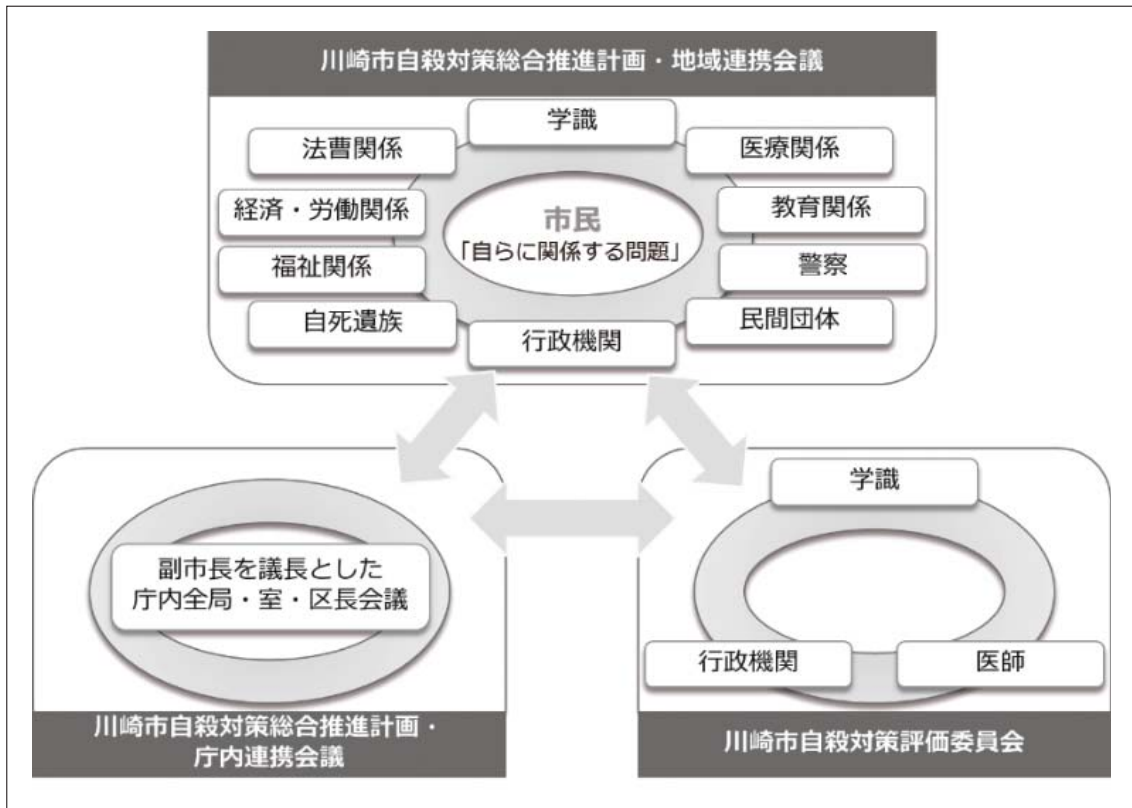 川崎市自殺対策総合推進計画・地域連携会議
学識
法曹関係
医療関係
経済・労働関係
教育関係
市民
「自らに関係する問題」
福祉関係
警察
自死遺族
民間団体
行政機関
副市長を議長とした
庁内全局・室・区長会議
川崎市自殺対策総合推進計画・
庁内連携会議
学識
行政機関
医師
川崎市自殺対策評価委員会